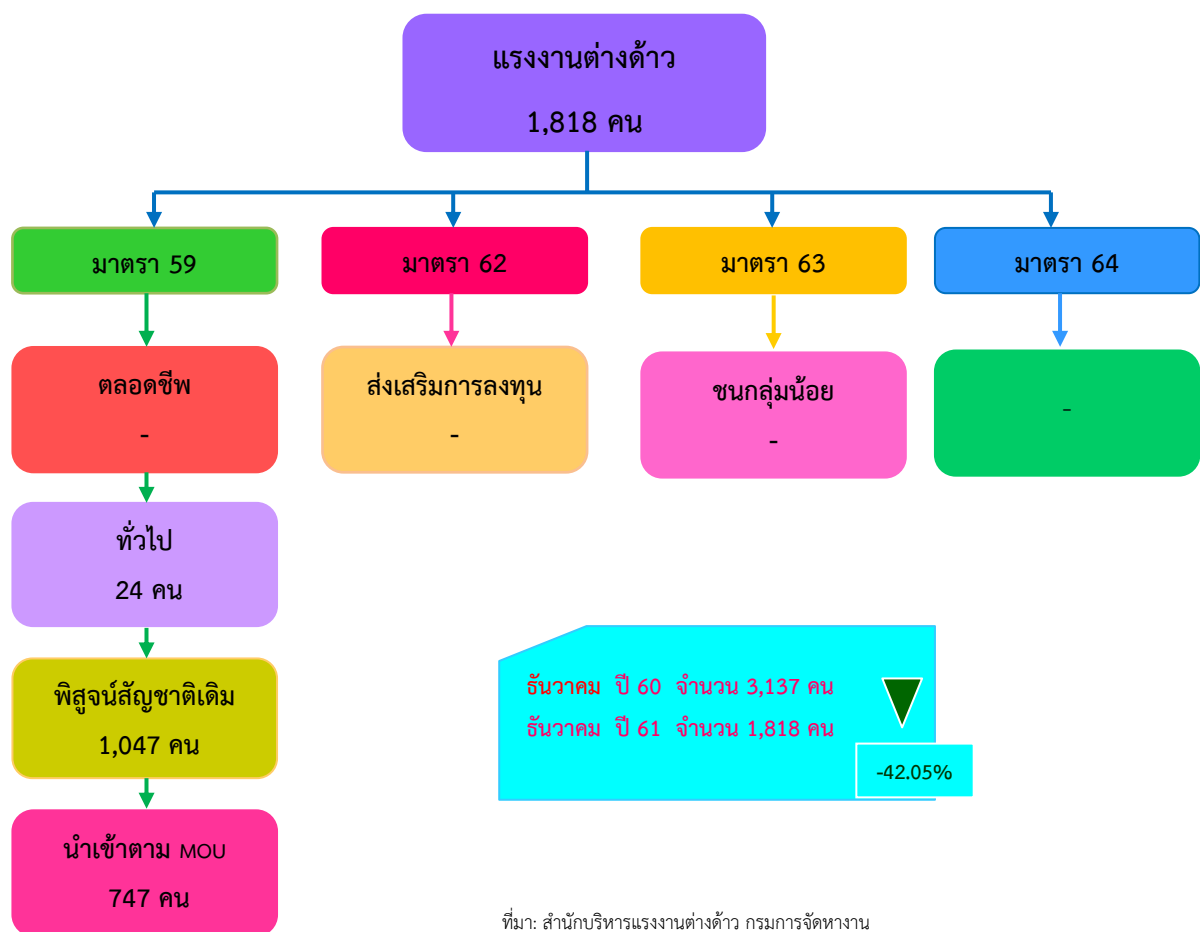 แรงงานต่างด้าว
1,818 คน
มาตรา 59
มาตรา 62
มาตรา 63
มาตรา 64
ตลอดชีพ
-
ส่งเสริมการลงทุน
-
ชนกลุ่มน้อย
-
-
ทั่วไป
24 คน
พิสูจน์สัญชาติเดิม
1,047 คน
นำเข้าตาม MOU
747 คน
ธันวาคม ปี 60 จำนวน 3,137 คน
ธันวาคม ปี 61 จำนวน 1,818 คน
-42.05%
ที่มา: สำนักบริหารแรงงานต่างด้าว กรมการจัดหางาน